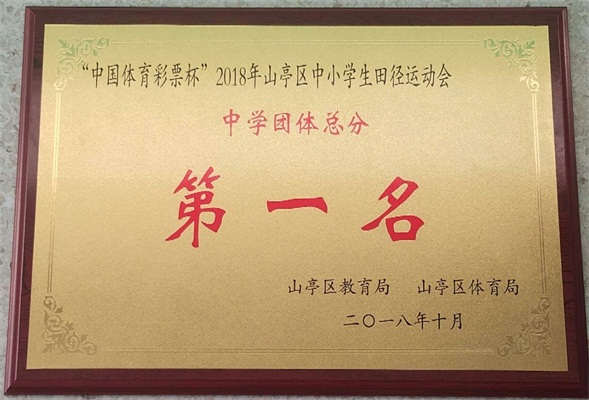 “中国体育彩票杯”2018年山亭区中小学生田径运动会
中学团体总分
第一名
山亭区教育局 山亭区体育局
二〇一八年十月